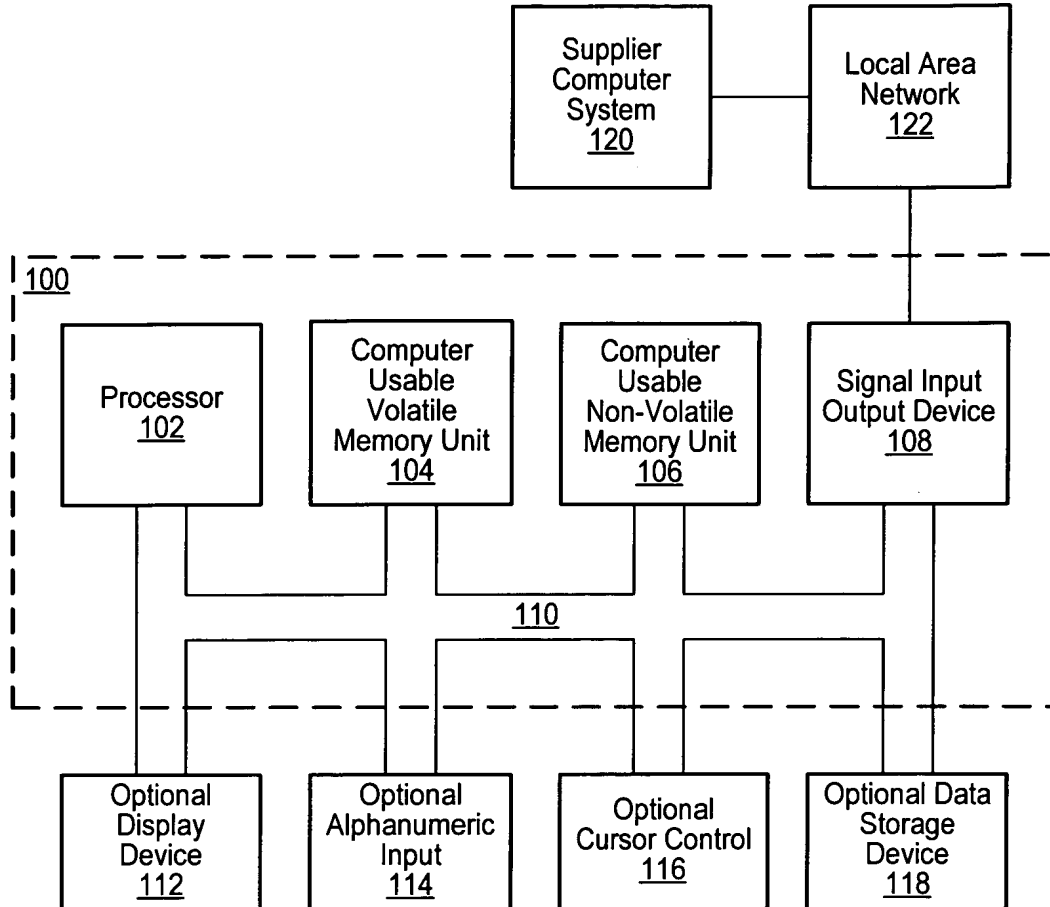 Supplier
Computer
System
120
Local Area
Network
122
100
Processor
102
Computer
Usable
Volatile
Memory Unit
104
Computer
Usable
Non-Volatile
Memory Unit
106
Signal Input
Output Device
108
110
Optional
Display
Device
112
Optional
Alphanumeric
Input
114
Optional
Cursor Control
116
Optional Data
Storage
Device
118